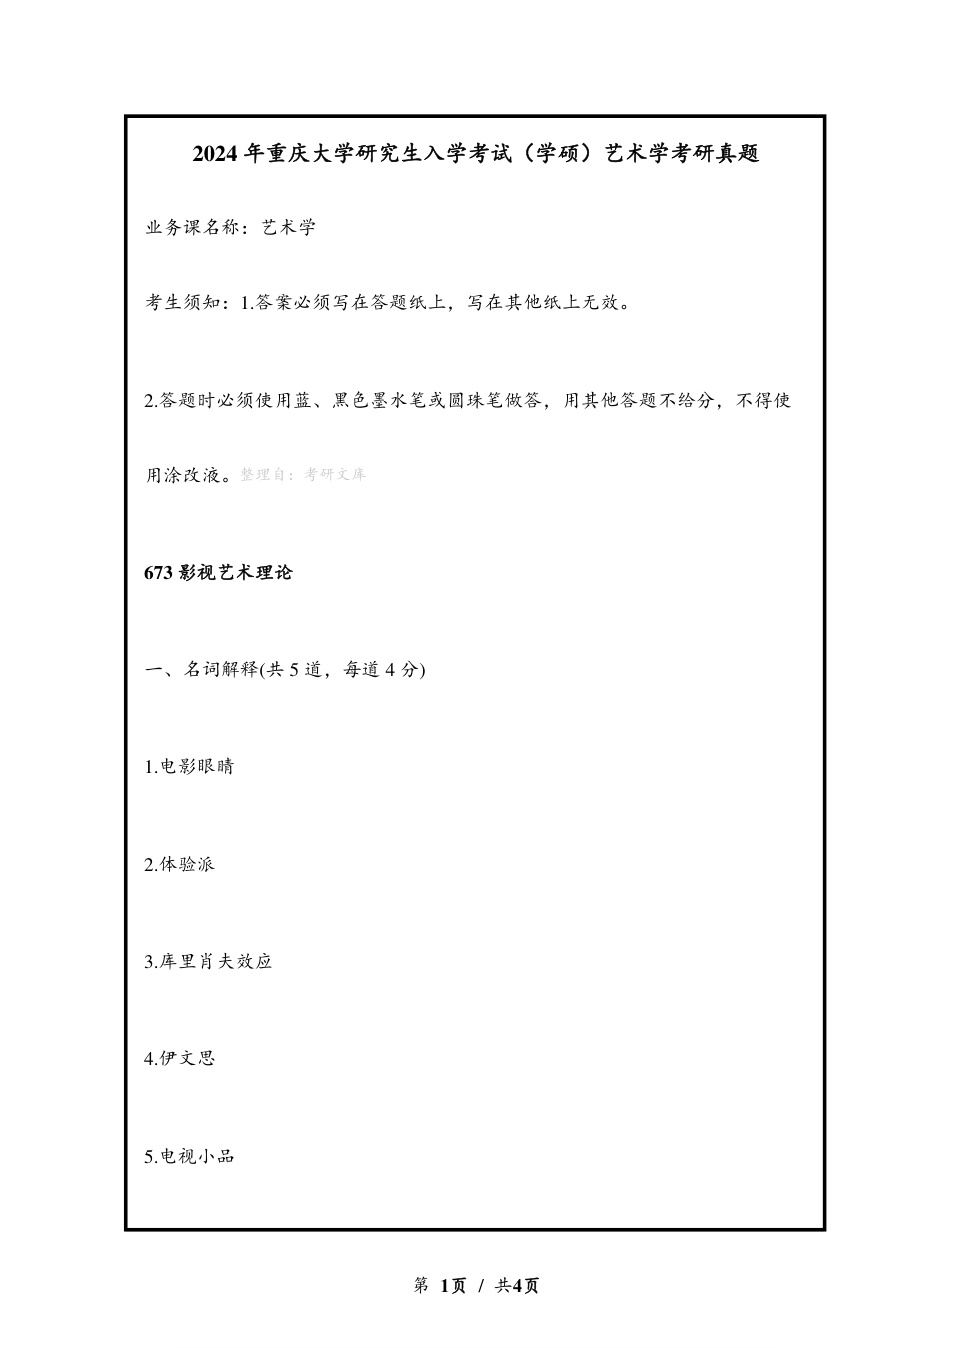 2024 年重庆大学研究生入学考试（学硕）艺术学考研真题
业务课名称：艺术学
考生须知：1.答案必须写在答题纸上，写在其他纸上无效。
2.答题时必须使用蓝、黑色墨水笔或圆珠笔做答，用其他答题不给分，不得使
用涂改液。整理自：考研文库
673 影视艺术理论
一、名词解释(共 5 道，每道 4 分)
1.电影眼睛
2.体验派
3.库里肖夫效应
4.伊文思
5.电视小品
第 1页 / 共4页